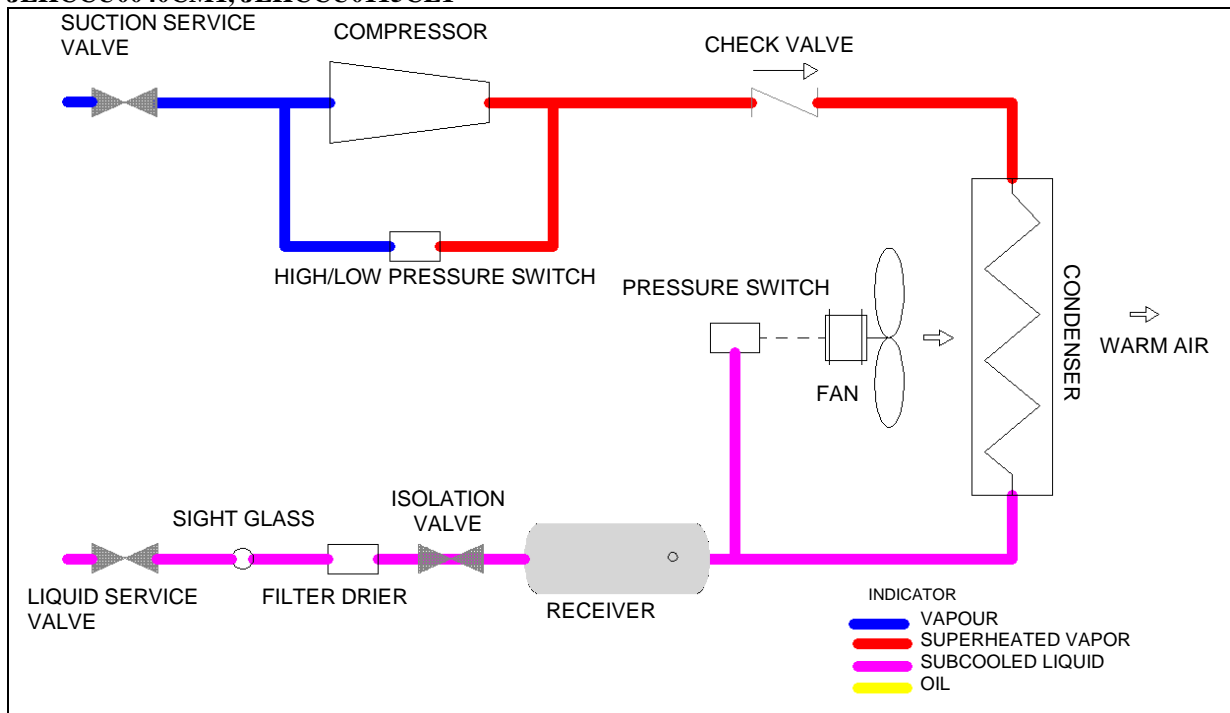 SUCTION SERVICE
VALVE
COMPRESSOR
CHECK VALVE
HIGH/LOW PRESSURE SWITCH
PRESSURE SWITCH
FAN
CONDENSER
WARM AIR
ISOLATION
VALVE
SIGHT GLASS
LIQUID SERVICE
VALVE
FILTER DRIER
RECEIVER
INDICATOR
VAPOUR
SUPERHEATED VAPOR
SUBCOOLED LIQUID
OIL